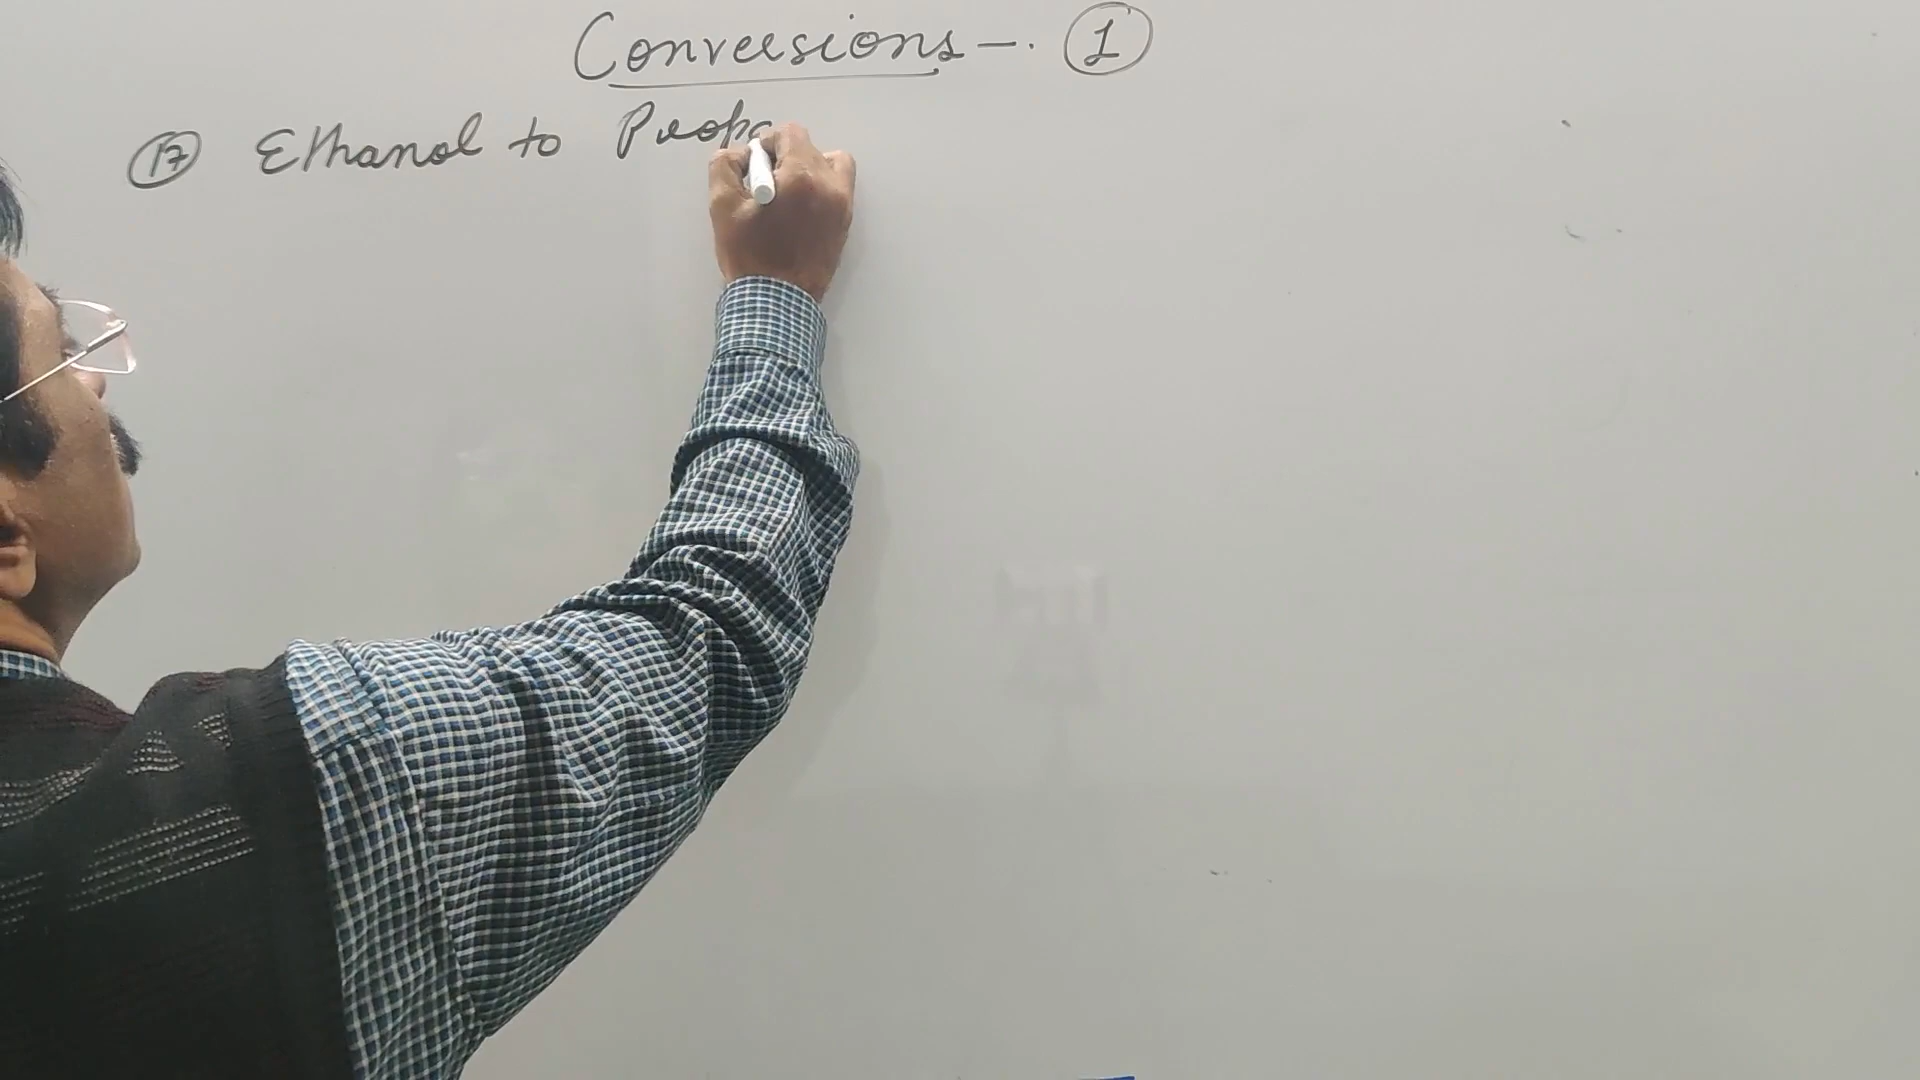 Conversions - . 1
17 Ethanol to Propa